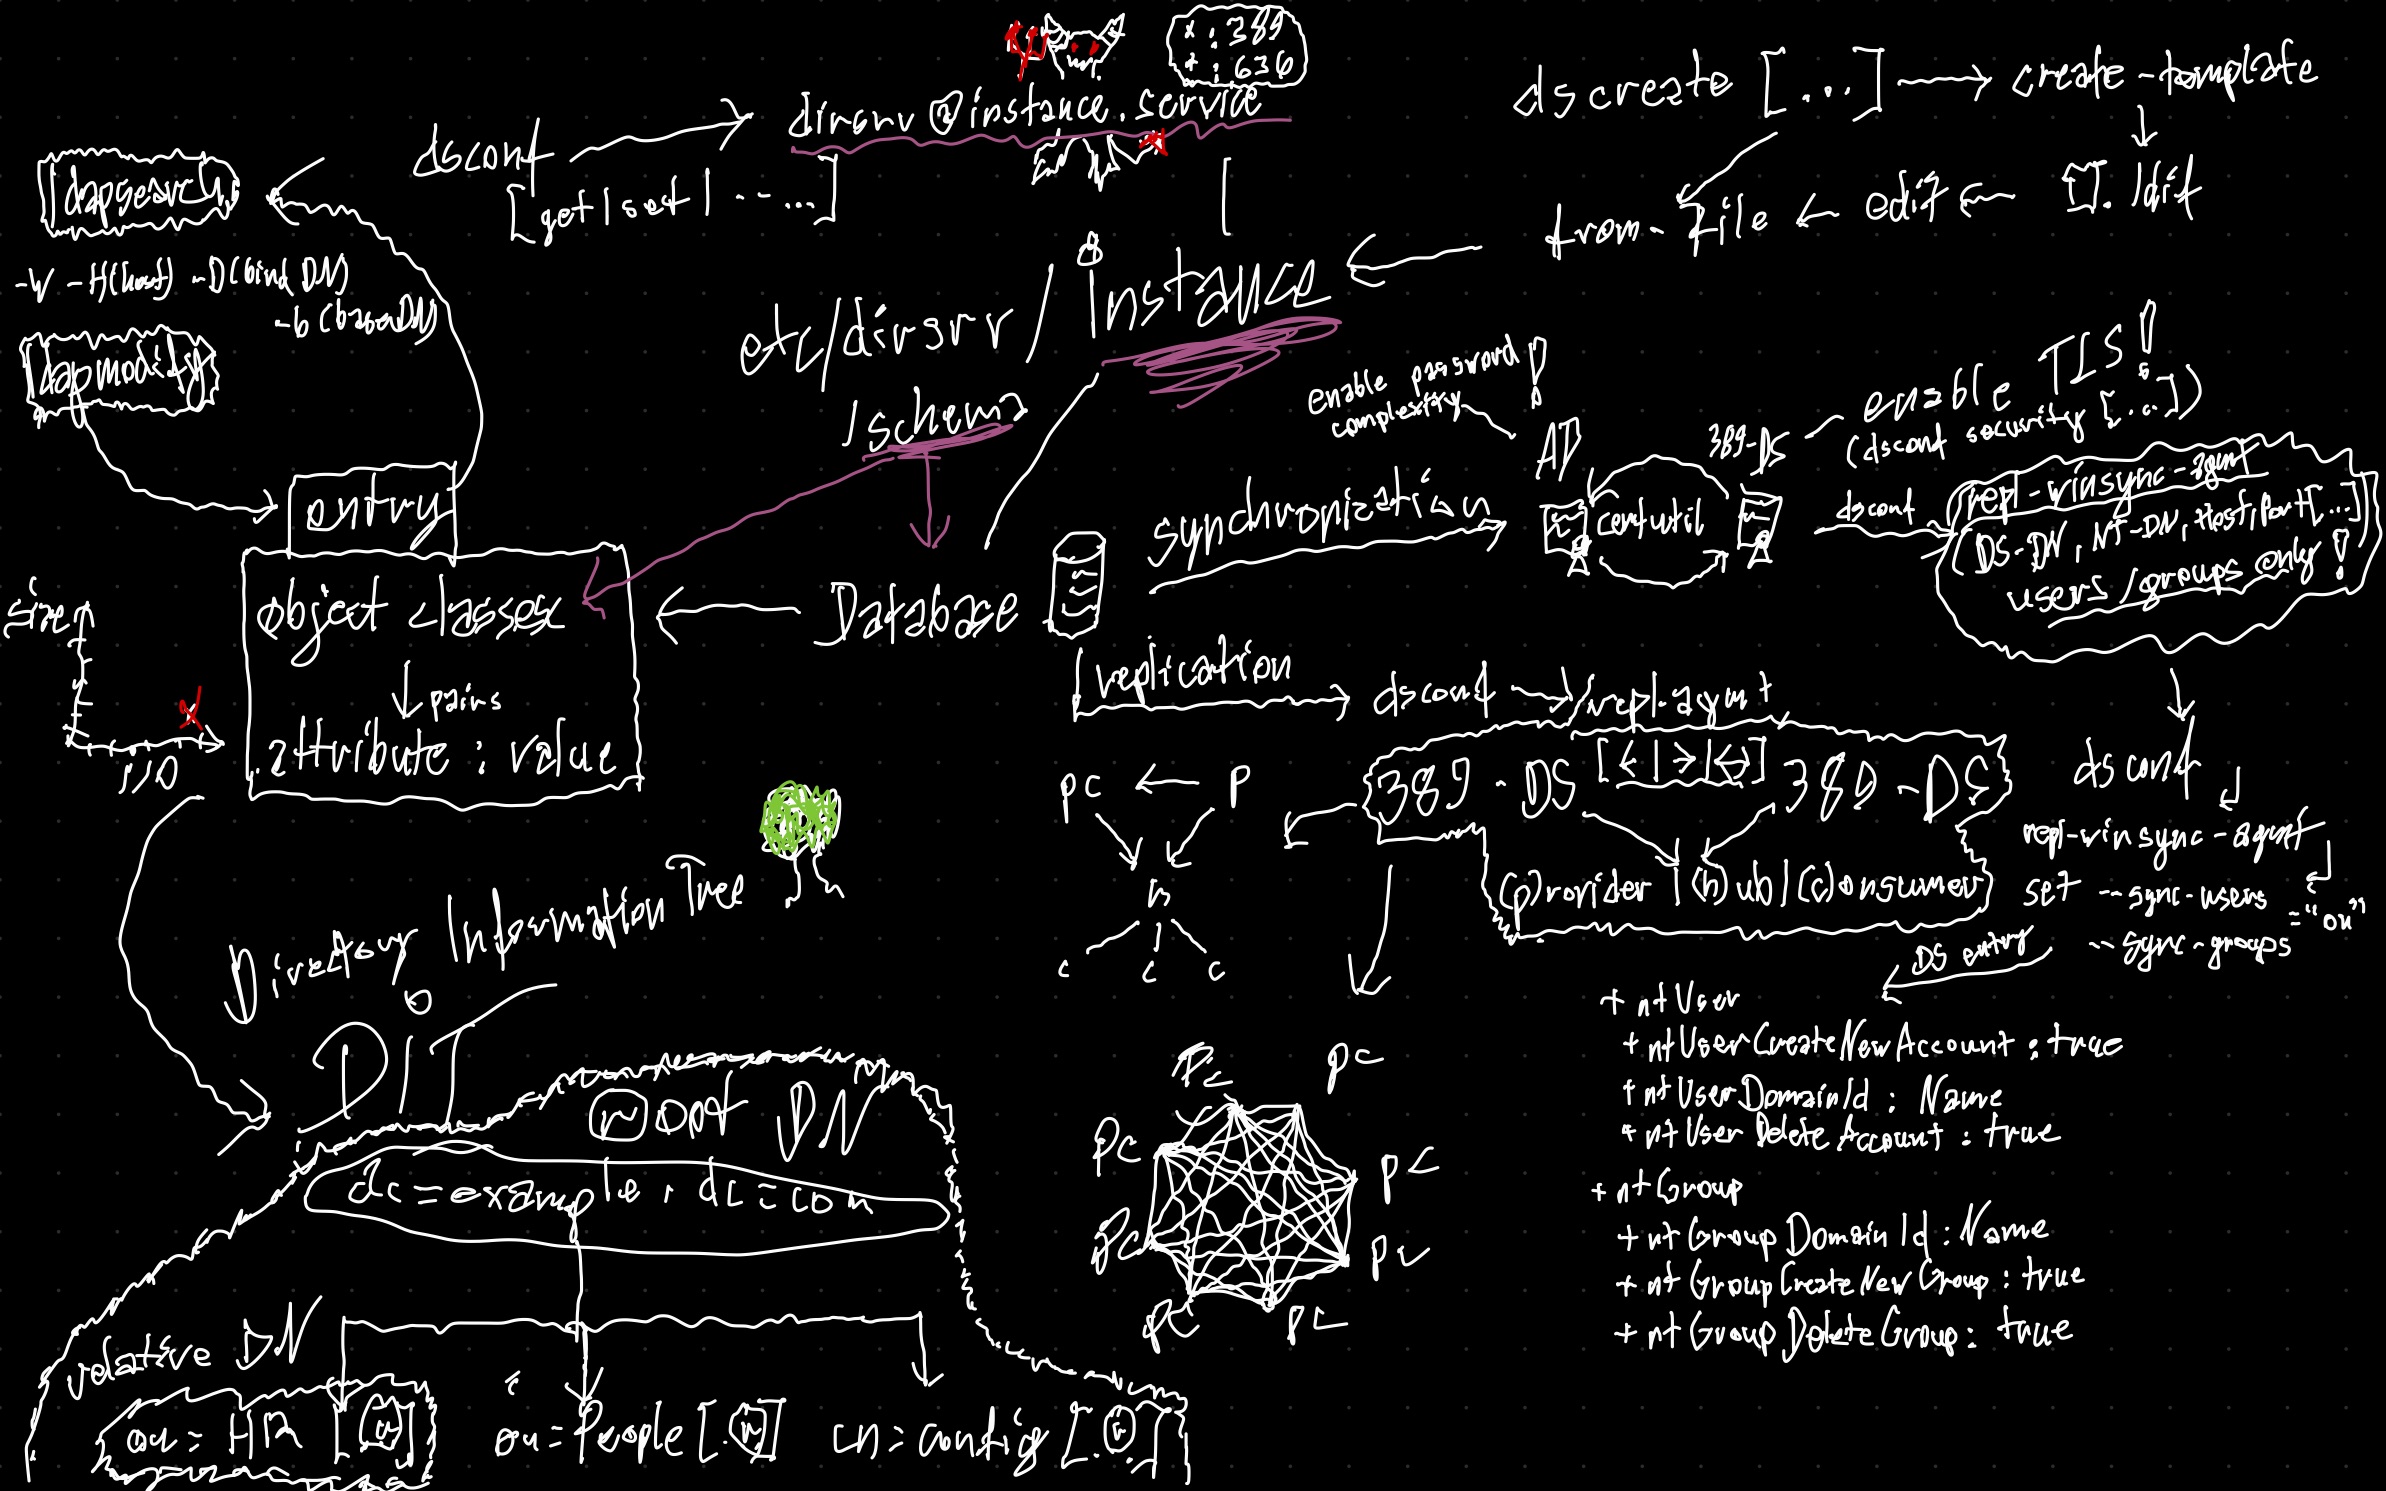 * : 389
* : 636
dirsrv @ instance.service
dsconf
[get | set | -- ...]
dscreate [...] → create-template
[].ldif
edit
from-file
ldapsearch
-W -H(host) -D(bind DN)
-b (baseDN)
ldapmodify
etc/dirsrv/instance
/schema
entry
object classes
pairs
attribute : value
size
I/O
Database
synchronization
enable password
complexity
!
AD
certutil
389-DS
enable TLS!
(dsconf security [...])
dsconf
repl-winsync-agmt
(DS-DN, NT-DN, Host, Port [...])
users/groups only!
replication
dsconf → repl-agmt
389-DS [←|→|↔] 389-DS
(p)rovider | (h)ub | (c)onsumer
pc ← p
h
c c c
dsconf
repl-winsync-agmt
set --sync-users
--sync-groups
="on"
DS entry
+ ntUser
+ ntUserCreateNewAccount : true
+ ntUserDomainId : Name
+ ntUserDeleteAccount : true
+ ntGroup
+ ntGroupDomainId : Name
+ ntGroupCreateNewGroup : true
+ ntGroupDeleteGroup : true
pc pc
pc pc
pc pc
pc pc
Directory Information Tree
DIT
root DN
dc=example, dc=com
relative DN
ou=HR [r]
ou=People [.r]
cn=config [.r.]